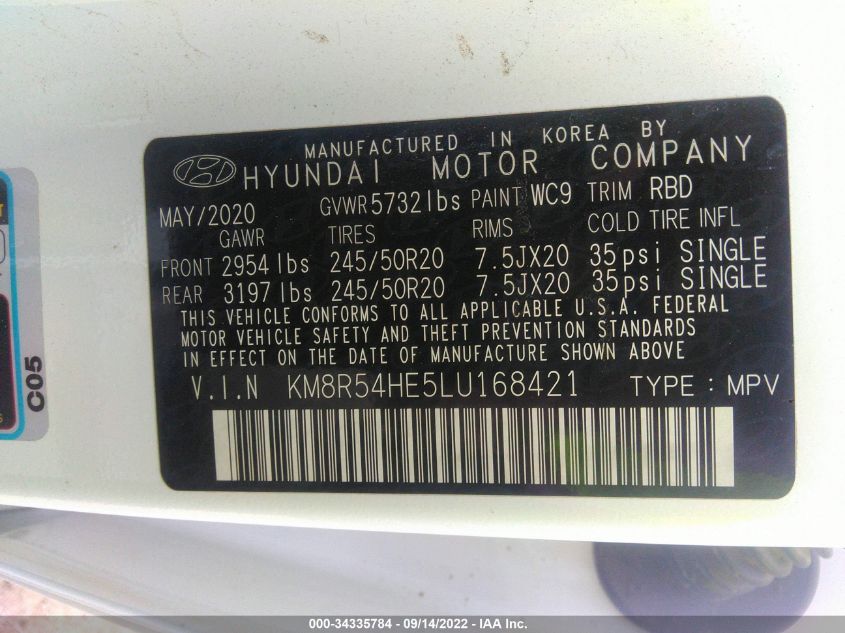 MANUFACTURED IN KOREA BY
HYUNDAI MOTOR COMPANY
MAY/2020 GVWR 5732 lbs PAINT WC9 TRIM RBD
GAWR TIRES RIMS COLD TIRE INFL
FRONT 2954 lbs 245/50R20 7.5JX20 35psi SINGLE
REAR 3197 lbs 245/50R20 7.5JX20 35psi SINGLE
THIS VEHICLE CONFORMS TO ALL APPLICABLE U.S.A. FEDERAL
MOTOR VEHICLE SAFETY AND THEFT PREVENTION STANDARDS
IN EFFECT ON THE DATE OF MANUFACTURE SHOWN ABOVE
V.I.N KM8R54HE5LU168421 TYPE : MPV
C05
000-34335784 - 09/14/2022 - IAA Inc.